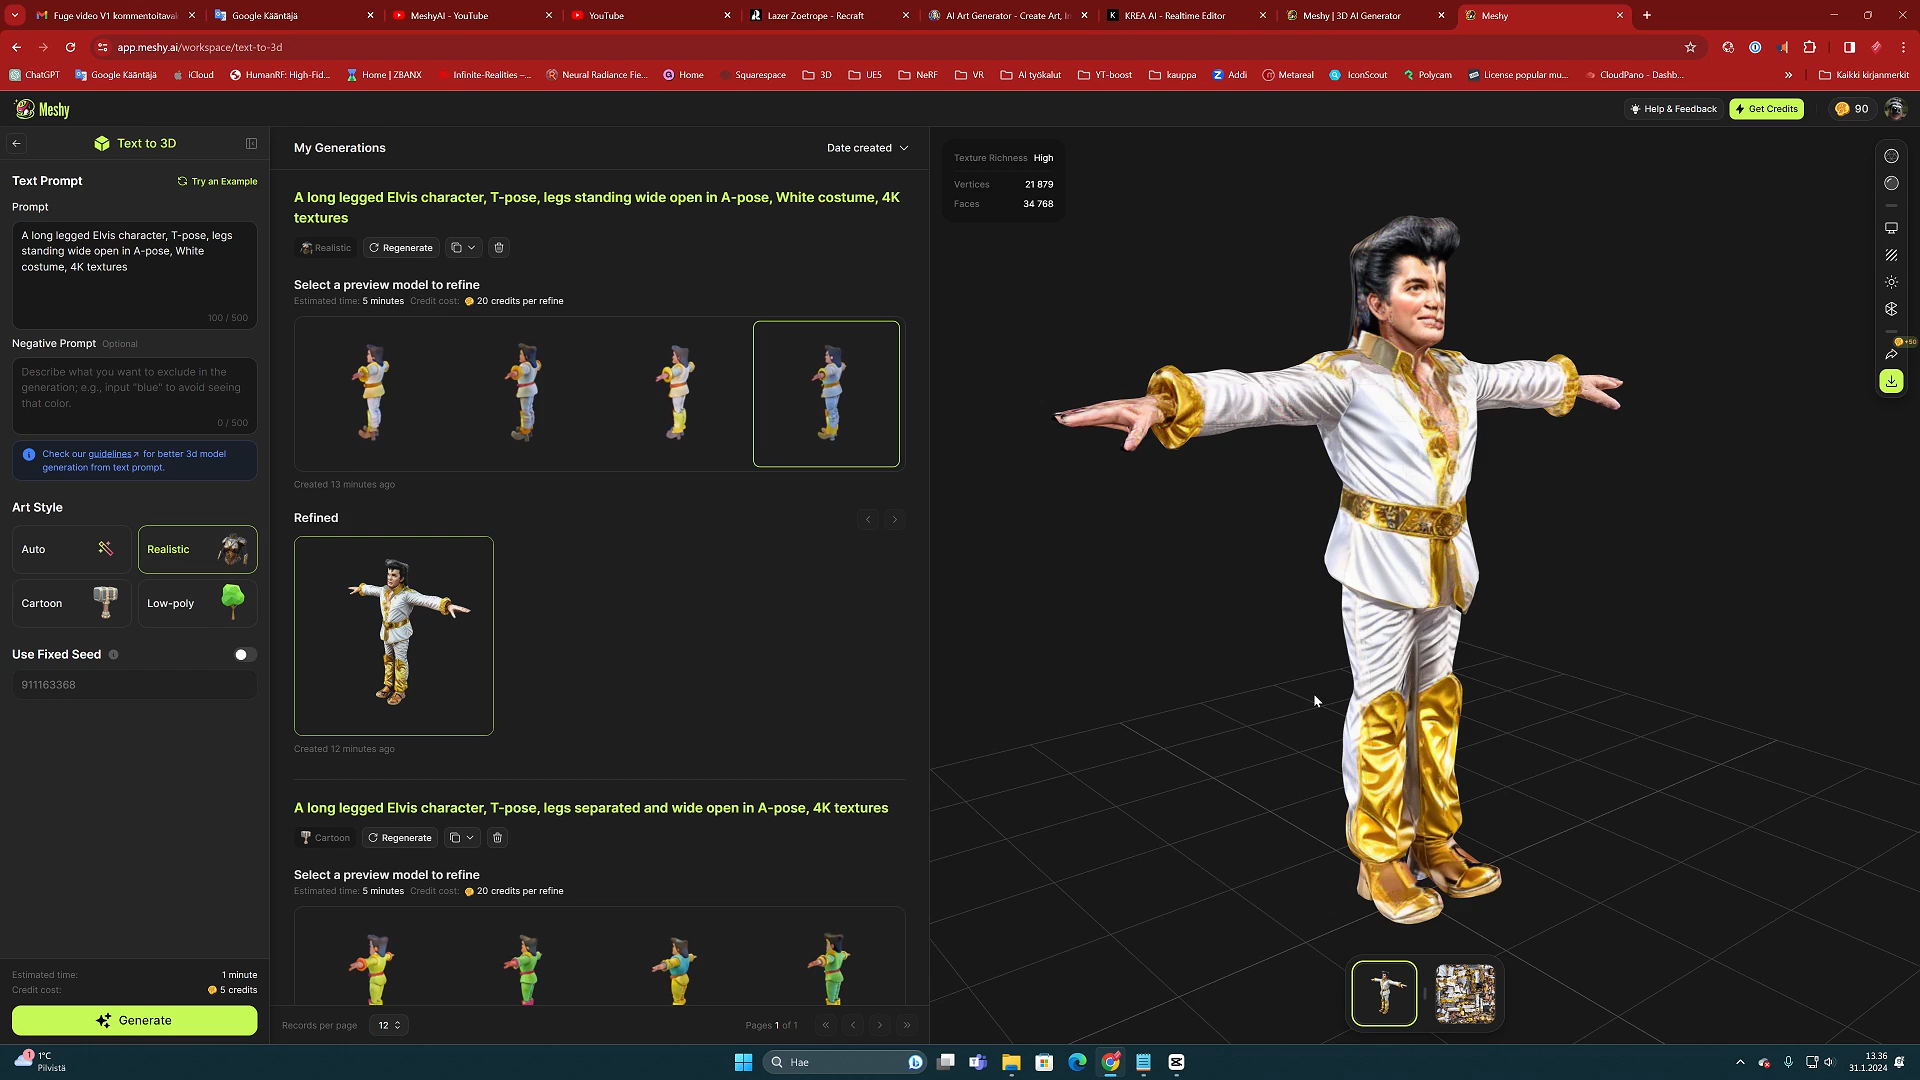 Fuge video V1 kommentoitaval
Google Kääntäjä
MeshyAI - YouTube
YouTube
Lazer Zoetrope - Recraft
AI Art Generator - Create Art, I
KREA AI - Realtime Editor
Meshy | 3D AI Generator
Meshy
app.meshy.ai/workspace/text-to-3d
ChatGPT
Google Kääntäjä
iCloud
HumanRF: High-Fid...
Home | ZBANX
Infinite-Realities –...
Neural Radiance Fie...
Home
Squarespace
3D
UE5
NeRF
VR
AI työkalut
YT-boost
kauppa
Addi
Metareal
IconScout
Polycam
License popular mu...
CloudPano - Dashb...
Kaikki kirjanmerkit
Meshy
Help & Feedback
Get Credits
90
Text to 3D
Text Prompt
Try an Example
Prompt
A long legged Elvis character, T-pose, legs
standing wide open in A-pose, White
costume, 4K textures
100 / 500
Negative Prompt Optional
Describe what you want to exclude in the
generation; e.g., input "blue" to avoid seeing
that color.
0 / 500
Check our guidelines for better 3d model
generation from text prompt.
Art Style
Auto
Realistic
Cartoon
Low-poly
Use Fixed Seed
911163368
Estimated time: 1 minute
Credit cost: 5 credits
Generate
My Generations
Date created
A long legged Elvis character, T-pose, legs standing wide open in A-pose, White costume, 4K
textures
Realistic
Regenerate
Select a preview model to refine
Estimated time: 5 minutes Credit cost: 20 credits per refine
Created 13 minutes ago
Refined
Created 12 minutes ago
A long legged Elvis character, T-pose, legs separated and wide open in A-pose, 4K textures
Cartoon
Regenerate
Select a preview model to refine
Estimated time: 5 minutes Credit cost: 20 credits per refine
Records per page 12
Pages 1 of 1
Texture Richness High
Vertices 21 879
Faces 34 768
+50
1
1°C
Pilvistä
Hae
13.36
31.1.2024